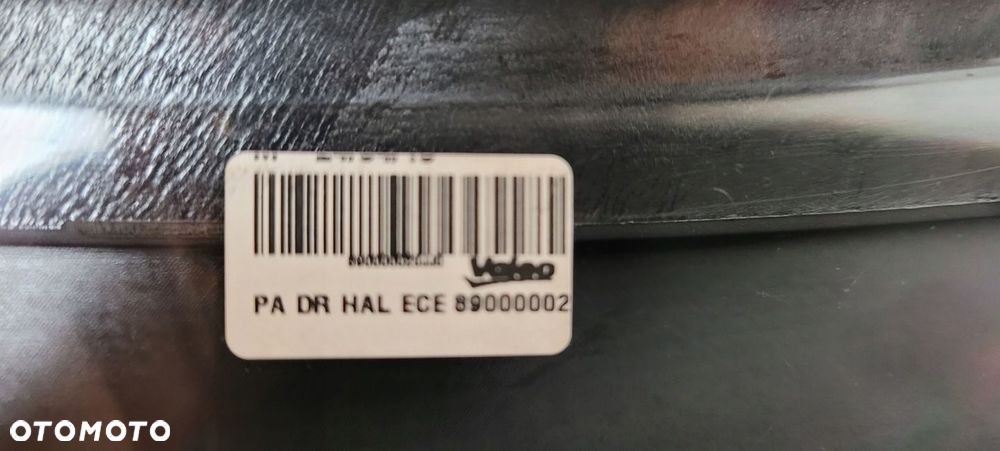 Valeo
PA DR HAL ECE 89000002
OTOMOTO